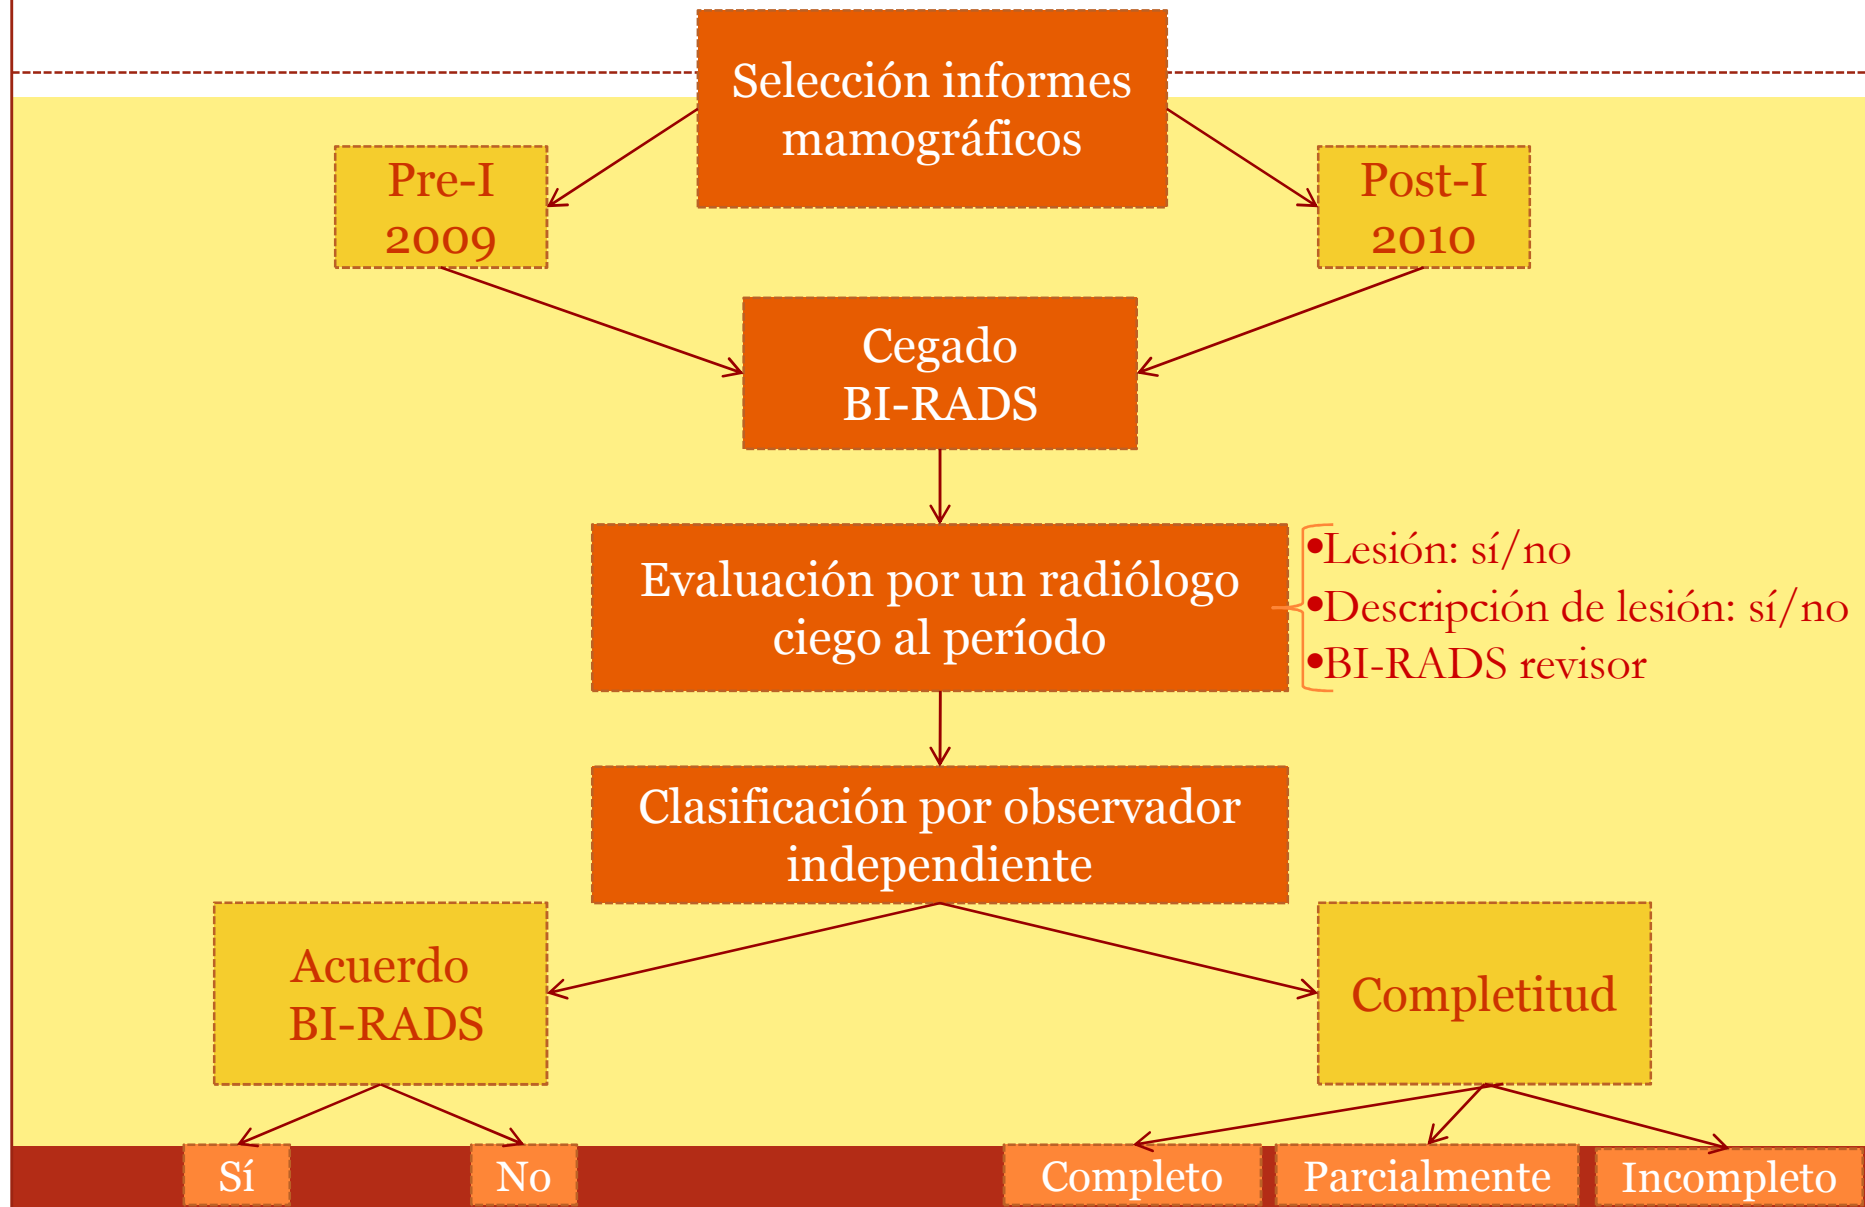 Selección informes
mamográficos
Pre-I
2009
Post-I
2010
Cegado
BI-RADS
Evaluación por un radiólogo
ciego al período
•Lesión: sí/no
•Descripción de lesión: sí/no
•BI-RADS revisor
Clasificación por observador
independiente
Acuerdo
BI-RADS
Completitud
Sí
No
Completo
Parcialmente
Incompleto